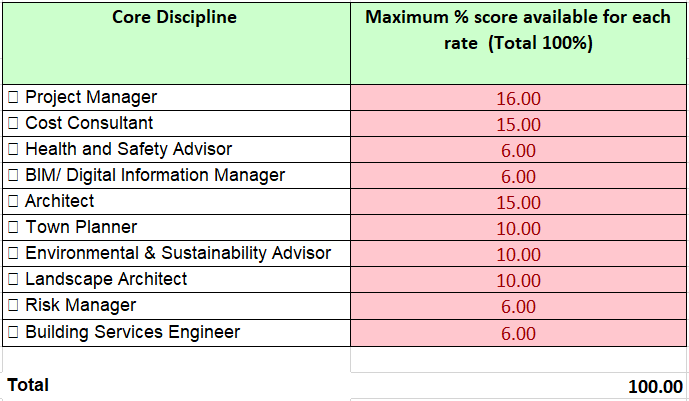 Core Discipline
Maximum % score available for each
rate (Total 100%)
□ Project Manager 16.00
□ Cost Consultant 15.00
□ Health and Safety Advisor 6.00
□ BIM/ Digital Information Manager 6.00
□ Architect 15.00
□ Town Planner 10.00
□ Environmental & Sustainability Advisor 10.00
□ Landscape Architect 10.00
□ Risk Manager 6.00
□ Building Services Engineer 6.00
Total 100.00